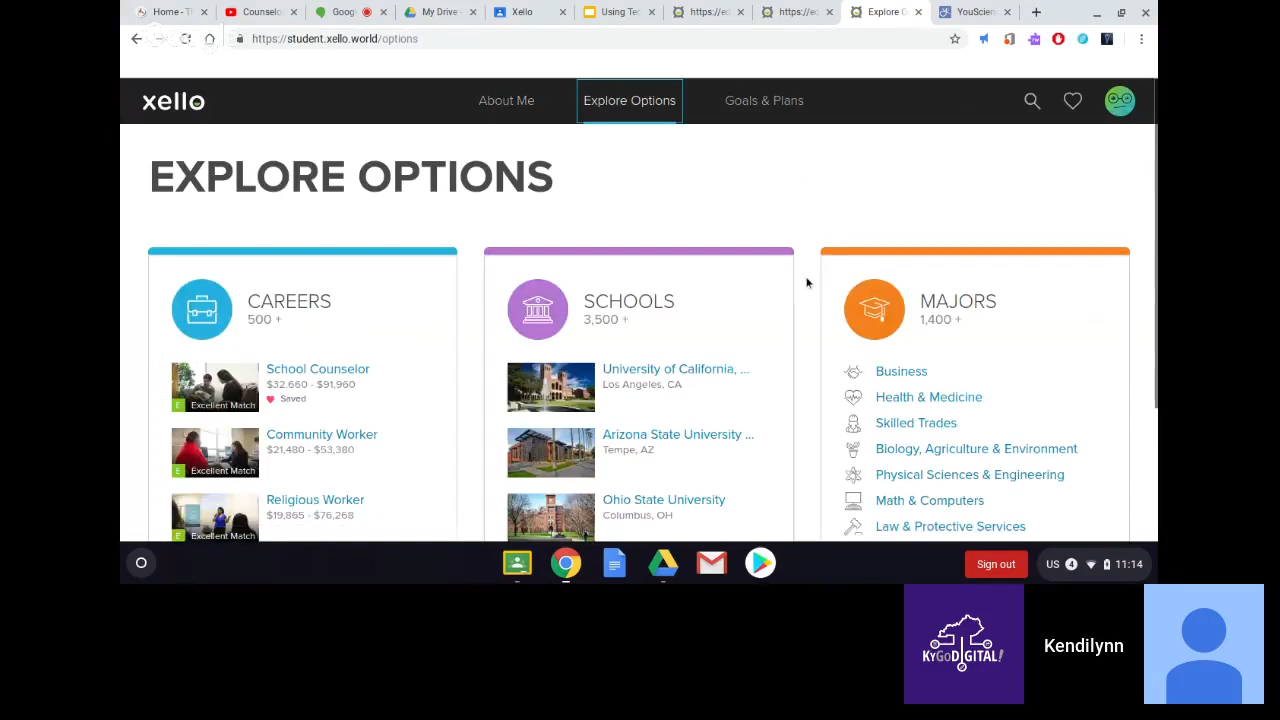 Home - T
Counselo
Googl
My Drive
Xello
Using Tec
https://ed
https://ed
Explore O
YouScien
https://student.xello.world/options
xello
About Me
Explore Options
Goals & Plans
EXPLORE OPTIONS
CAREERS
500 +
School Counselor
$32,660 - $91,960
Saved
E Excellent Match
Community Worker
$21,480 - $53,380
E Excellent Match
Religious Worker
$19,865 - $76,268
E Excellent Match
SCHOOLS
3,500 +
University of California, ...
Los Angeles, CA
Arizona State University ...
Tempe, AZ
Ohio State University
Columbus, OH
MAJORS
1,400 +
Business
Health & Medicine
Skilled Trades
Biology, Agriculture & Environment
Physical Sciences & Engineering
Math & Computers
Law & Protective Services
Sign out
US 4 11:14
KyGoDIGITAL!
Kendilynn